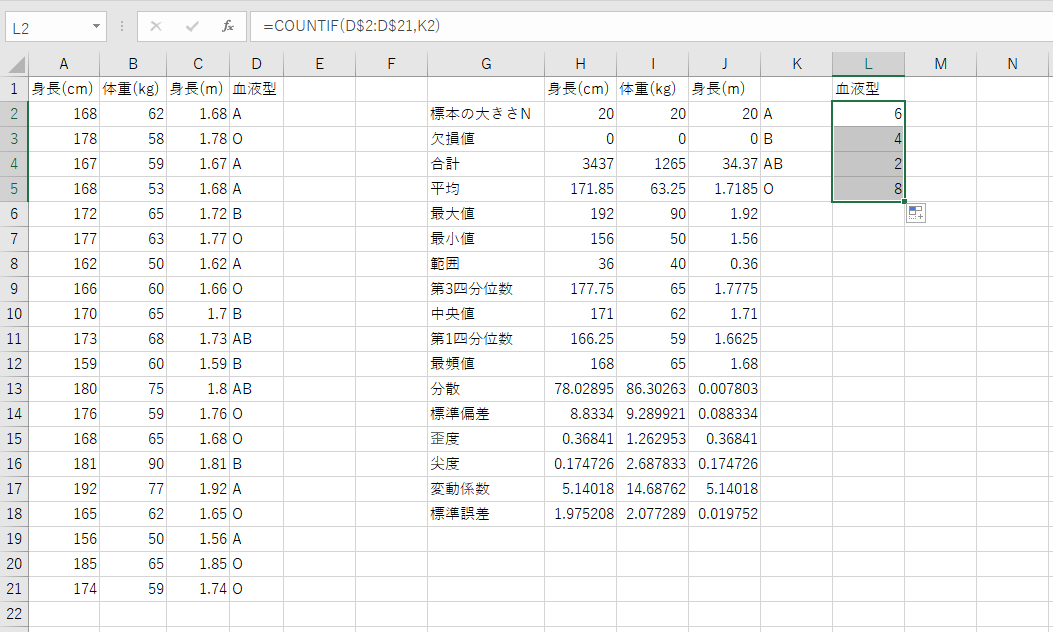 L2 fx =COUNTIF(D$2:D$21,K2)
A B C D E F G H I J K L M N
1 身長(cm) 体重(kg) 身長(m) 血液型 身長(cm) 体重(kg) 身長(m) 血液型
2 168 62 1.68 A 標本の大きさN 20 20 20 A 6
3 178 58 1.78 O 欠損値 0 0 0 B 4
4 167 59 1.67 A 合計 3437 1265 34.37 AB 2
5 168 53 1.68 A 平均 171.85 63.25 1.7185 O 8
6 172 65 1.72 B 最大値 192 90 1.92
7 177 63 1.77 O 最小値 156 50 1.56
8 162 50 1.62 A 範囲 36 40 0.36
9 166 60 1.66 O 第3四分位数 177.75 65 1.7775
10 170 65 1.7 B 中央値 171 62 1.71
11 173 68 1.73 AB 第1四分位数 166.25 59 1.6625
12 159 60 1.59 B 最頻値 168 65 1.68
13 180 75 1.8 AB 分散 78.02895 86.30263 0.007803
14 176 59 1.76 O 標準偏差 8.8334 9.289921 0.088334
15 168 65 1.68 O 歪度 0.36841 1.262953 0.36841
16 181 90 1.81 B 尖度 0.174726 2.687833 0.174726
17 192 77 1.92 A 変動係数 5.14018 14.68762 5.14018
18 165 62 1.65 O 標準誤差 1.975208 2.077289 0.019752
19 156 50 1.56 A
20 185 65 1.85 O
21 174 59 1.74 O
22